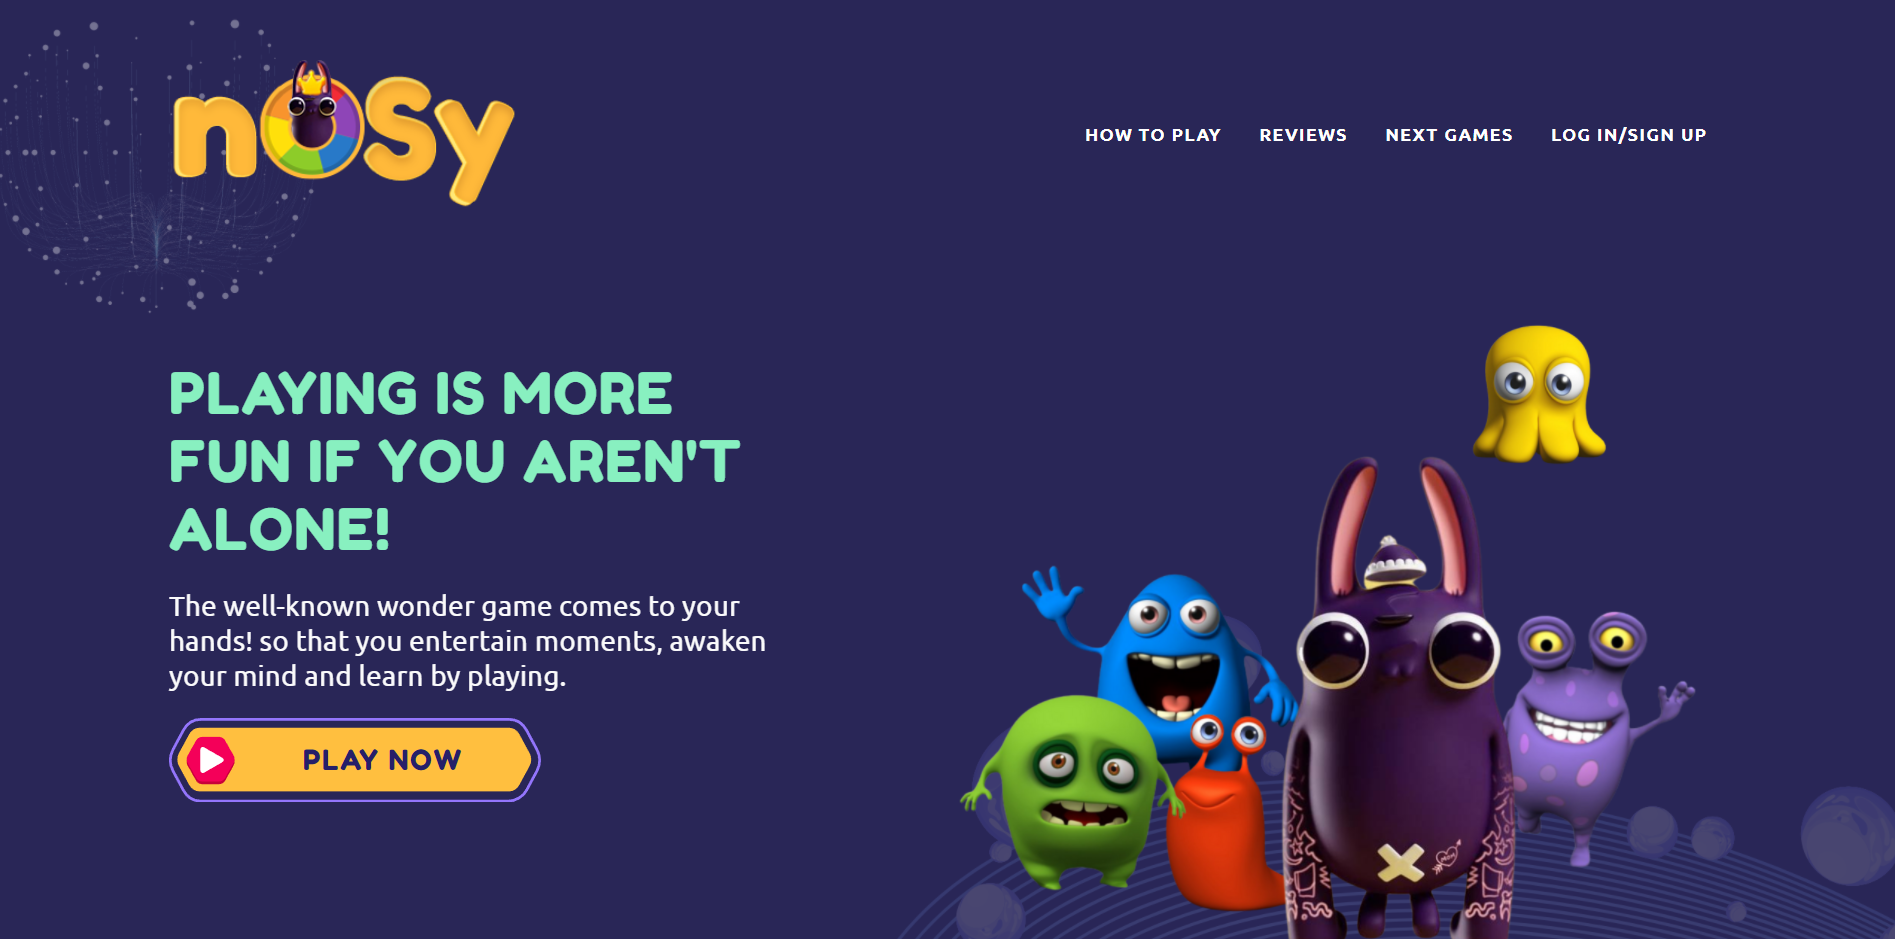 nosy
HOW TO PLAY REVIEWS NEXT GAMES LOG IN/SIGN UP
PLAYING IS MORE
FUN IF YOU AREN'T
ALONE!
The well-known wonder game comes to your
hands! so that you entertain moments, awaken
your mind and learn by playing.
PLAY NOW